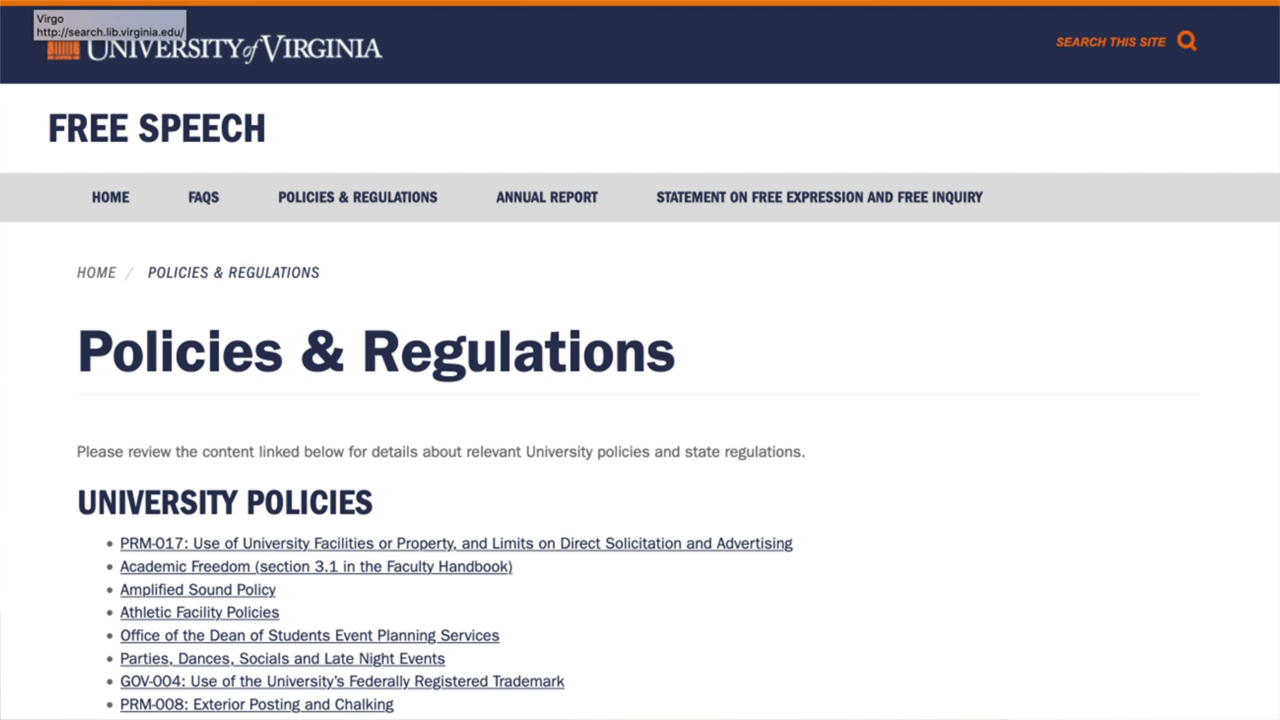 Virgo
http://search.lib.virginia.edu/
UNIVERSITY of VIRGINIA
SEARCH THIS SITE
FREE SPEECH
HOME FAQS POLICIES & REGULATIONS ANNUAL REPORT STATEMENT ON FREE EXPRESSION AND FREE INQUIRY
HOME / POLICIES & REGULATIONS
Policies & Regulations
Please review the content linked below for details about relevant University policies and state regulations.
UNIVERSITY POLICIES
• PRM-017: Use of University Facilities or Property, and Limits on Direct Solicitation and Advertising
• Academic Freedom (section 3.1 in the Faculty Handbook)
• Amplified Sound Policy
• Athletic Facility Policies
• Office of the Dean of Students Event Planning Services
• Parties, Dances, Socials and Late Night Events
• GOV-004: Use of the University's Federally Registered Trademark
• PRM-008: Exterior Posting and Chalking